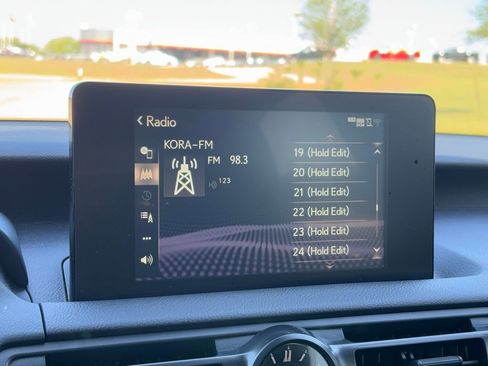 Radio
KORA-FM
FM 98.3
123
19 (Hold Edit)
20 (Hold Edit)
21 (Hold Edit)
22 (Hold Edit)
23 (Hold Edit)
24 (Hold Edit)
A